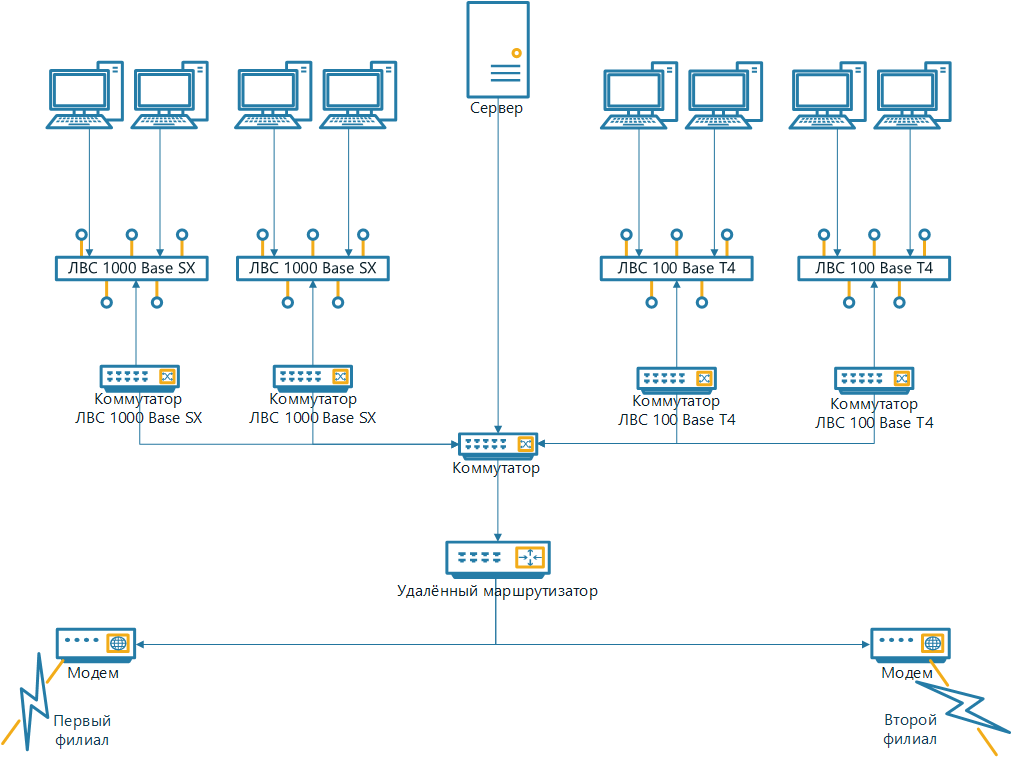 Сервер
ЛВС 1000 Base SX
ЛВС 1000 Base SX
ЛВС 100 Base T4
ЛВС 100 Base T4
Коммутатор
ЛВС 1000 Base SX
Коммутатор
ЛВС 1000 Base SX
Коммутатор
ЛВС 100 Base T4
Коммутатор
ЛВС 100 Base T4
Коммутатор
Удалённый маршрутизатор
Модем
Модем
Первый
филиал
Второй
филиал